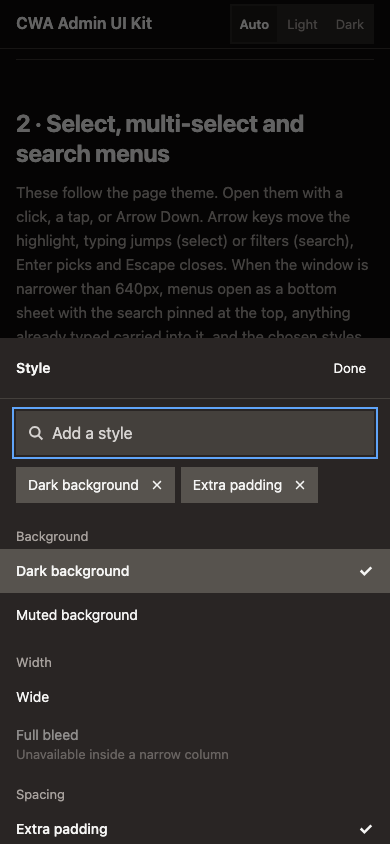 CWA Admin UI Kit
Auto Light Dark
2 · Select, multi-select and
search menus
These follow the page theme. Open them with a
click, a tap, or Arrow Down. Arrow keys move the
highlight, typing jumps (select) or filters (search),
Enter picks and Escape closes. When the window is
narrower than 640px, menus open as a bottom
sheet with the search pinned at the top, anything
already typed carried into it, and the chosen styles
Style Done
Add a style
Dark background ×
Extra padding ×
Background
Dark background
Muted background
Width
Wide
Full bleed
Unavailable inside a narrow column
Spacing
Extra padding